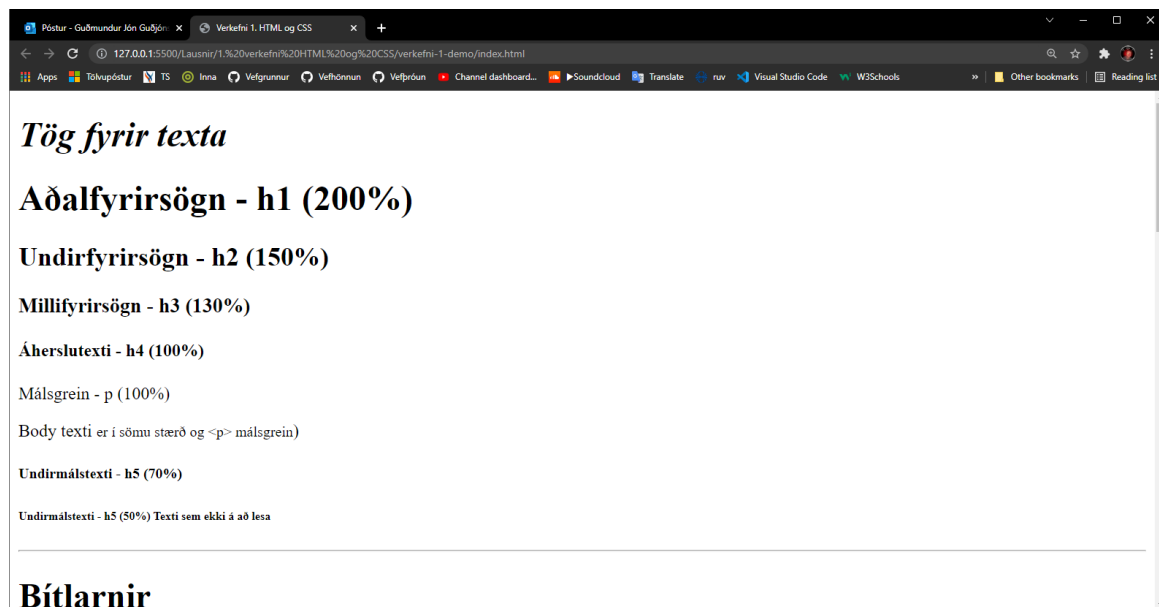 Póstur - Guðmundur Jón Guðjón
Verkefni 1. HTML og CSS
127.0.0.1:5500/Lausnir/1.%20verkefni%20HTML%20og%20CSS/verkefni-1-demo/index.html
Apps Tölvupóstur TS Inna Vefgrunnur Vefhönnun Vefþróun Channel dashboard... ▶Soundcloud Translate ruv Visual Studio Code W3Schools » Other bookmarks Reading list
Tög fyrir texta
Aðalfyrirsögn - h1 (200%)
Undirfyrirsögn - h2 (150%)
Millifyrirsögn - h3 (130%)
Áherslutexti - h4 (100%)
Málsgrein - p (100%)
Body texti er í sömu stærð og <p> málsgrein)
Undirmálstexti - h5 (70%)
Undirmálstexti - h5 (50%) Texti sem ekki á að lesa
Bítlarnir